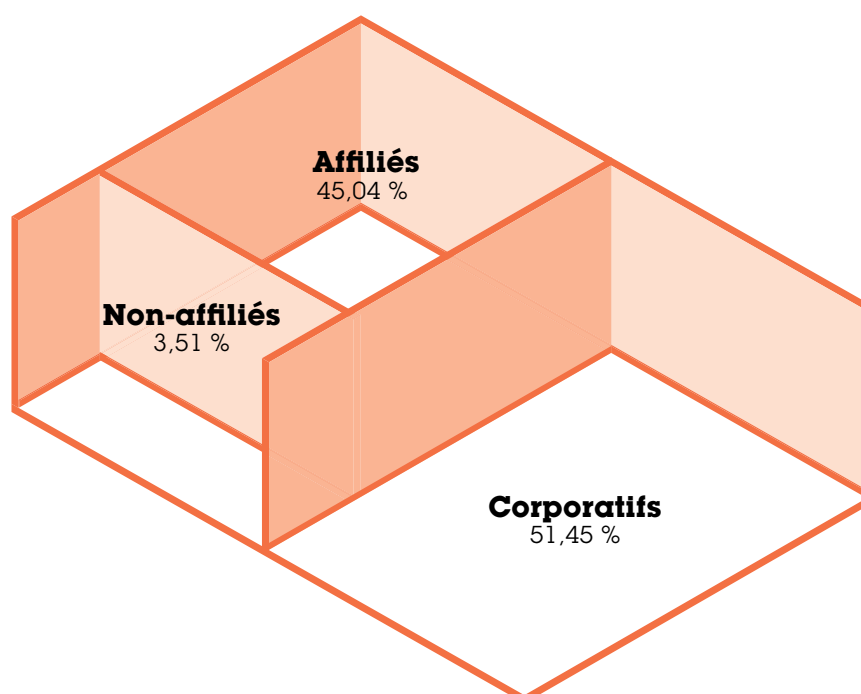 Affiliés
45,04 %
Non-affiliés
3,51 %
Corporatifs
51,45 %